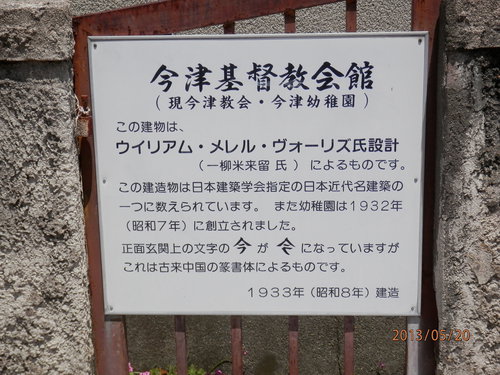 今津基督教会館
（現今津教会・今津幼稚園）
この建物は、
ウイリアム・メレル・ヴォーリズ氏設計
（一柳米来留 氏 ）によるものです。
この建造物は日本建築学会指定の日本近代名建築の
一つに数えられています。 また幼稚園は1932年
（昭和7年）に創立されました。
正面玄関上の文字の 今 が 令 になっていますが
これは古来中国の篆書体によるものです。
1933年（昭和8年）建造
2013/05/20